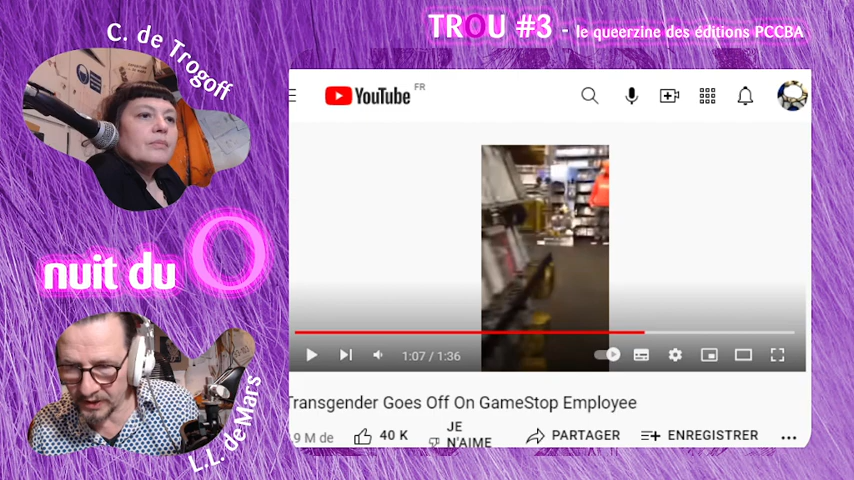 TROU #3 - le queerzine des éditions PCCBA
C. de Trogoff
YouTube FR
nuit du O
1:07 / 1:36
Transgender Goes Off On GameStop Employee
9 M de
40 K
JE
N'AIME
PARTAGER
ENREGISTRER
L.L. de Mars